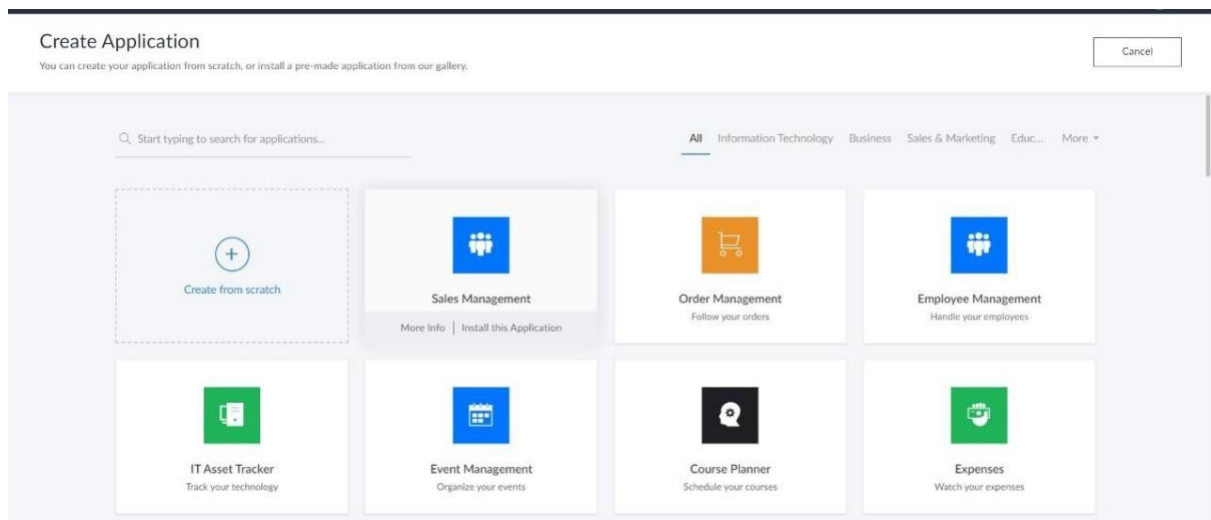 Create Application
Cancel
You can create your application from scratch, or install a pre-made application from our gallery.
Start typing to search for applications...
All Information Technology Business Sales & Marketing Educ... More
Create from scratch
Sales Management
More Info | Install this Application
Order Management
Follow your orders
Employee Management
Handle your employees
IT Asset Tracker
Track your technology
Event Management
Organize your events
Course Planner
Schedule your courses
Expenses
Watch your expenses